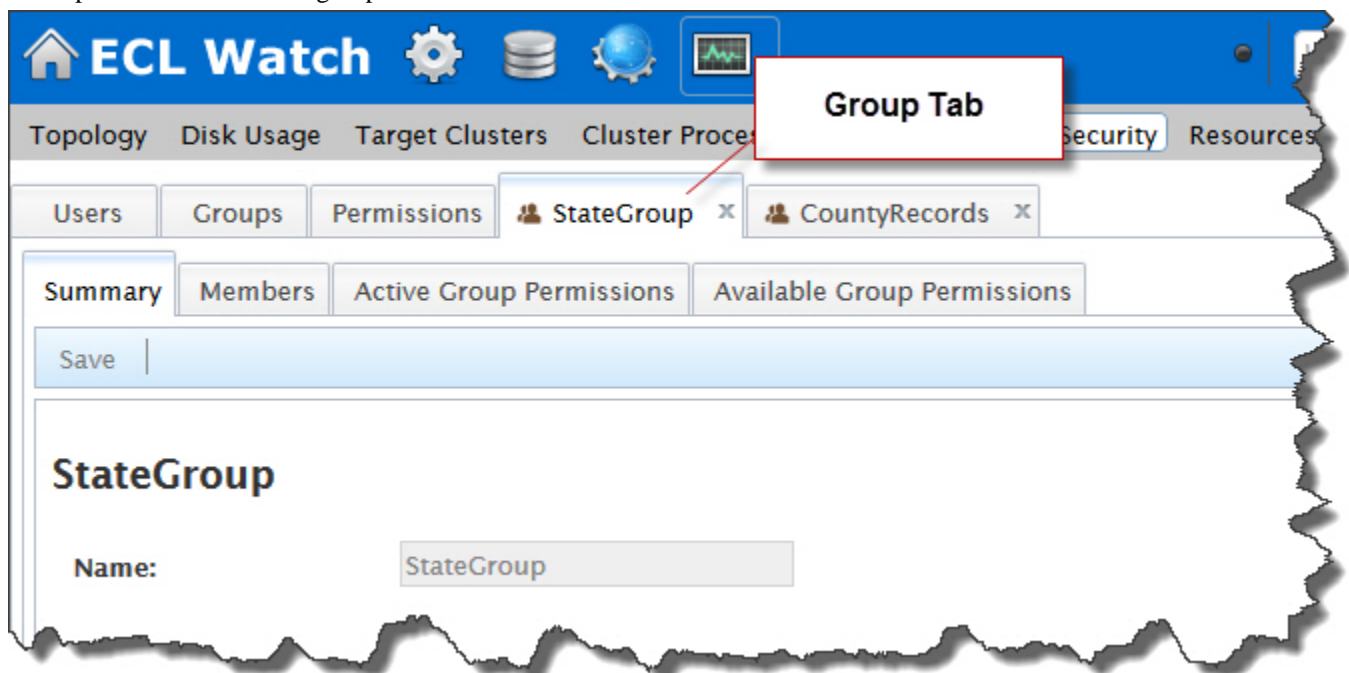 ECL Watch
Group Tab
Topology Disk Usage Target Clusters Cluster Security Resources
Users Groups Permissions StateGroup x CountyRecords x
Summary Members Active Group Permissions Available Group Permissions
Save
StateGroup
Name: StateGroup